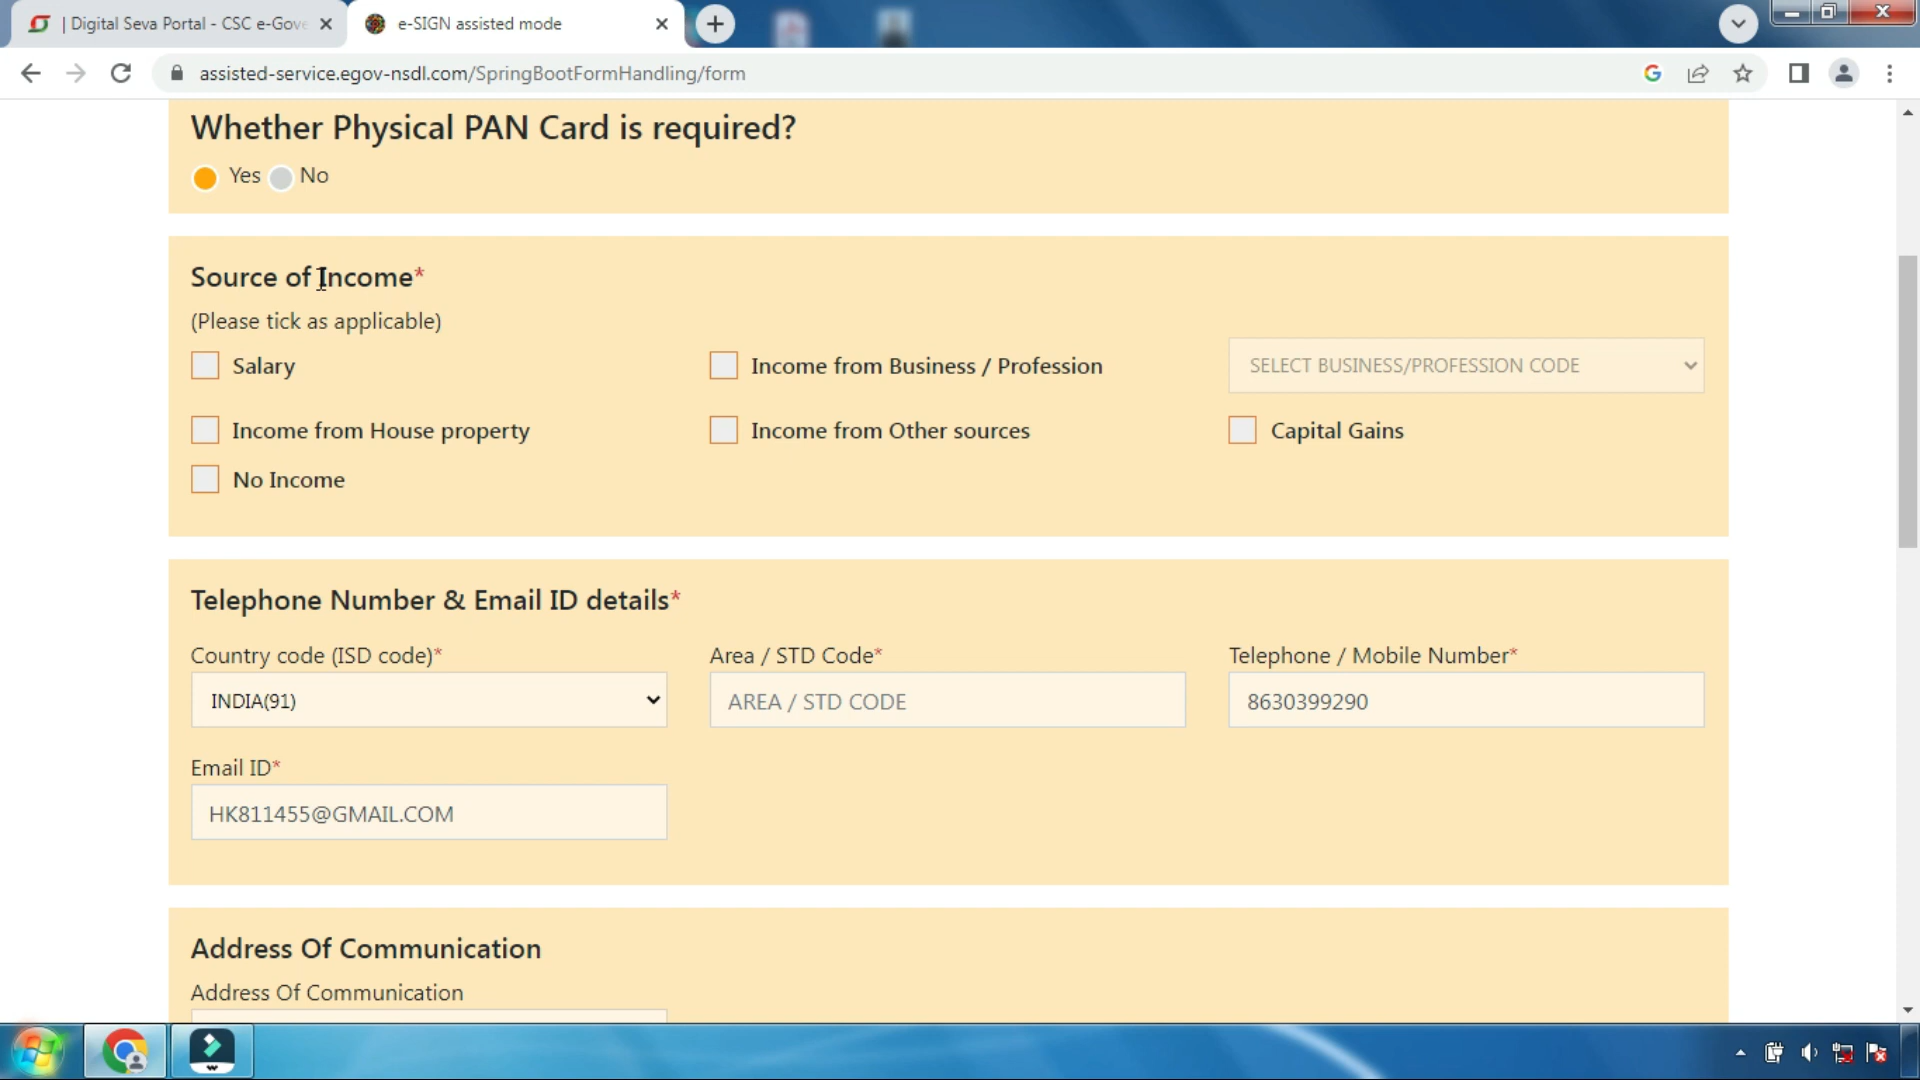 | Digital Seva Portal - CSC e-Gove
e-SIGN assisted mode
assisted-service.egov-nsdl.com/SpringBootFormHandling/form
Whether Physical PAN Card is required?
Yes No
Source of Income*
(Please tick as applicable)
Salary
Income from Business / Profession
SELECT BUSINESS/PROFESSION CODE
Income from House property
Income from Other sources
Capital Gains
No Income
Telephone Number & Email ID details*
Country code (ISD code)*
Area / STD Code*
Telephone / Mobile Number*
INDIA(91)
AREA / STD CODE
8630399290
Email ID*
HK811455@GMAIL.COM
Address Of Communication
Address Of Communication